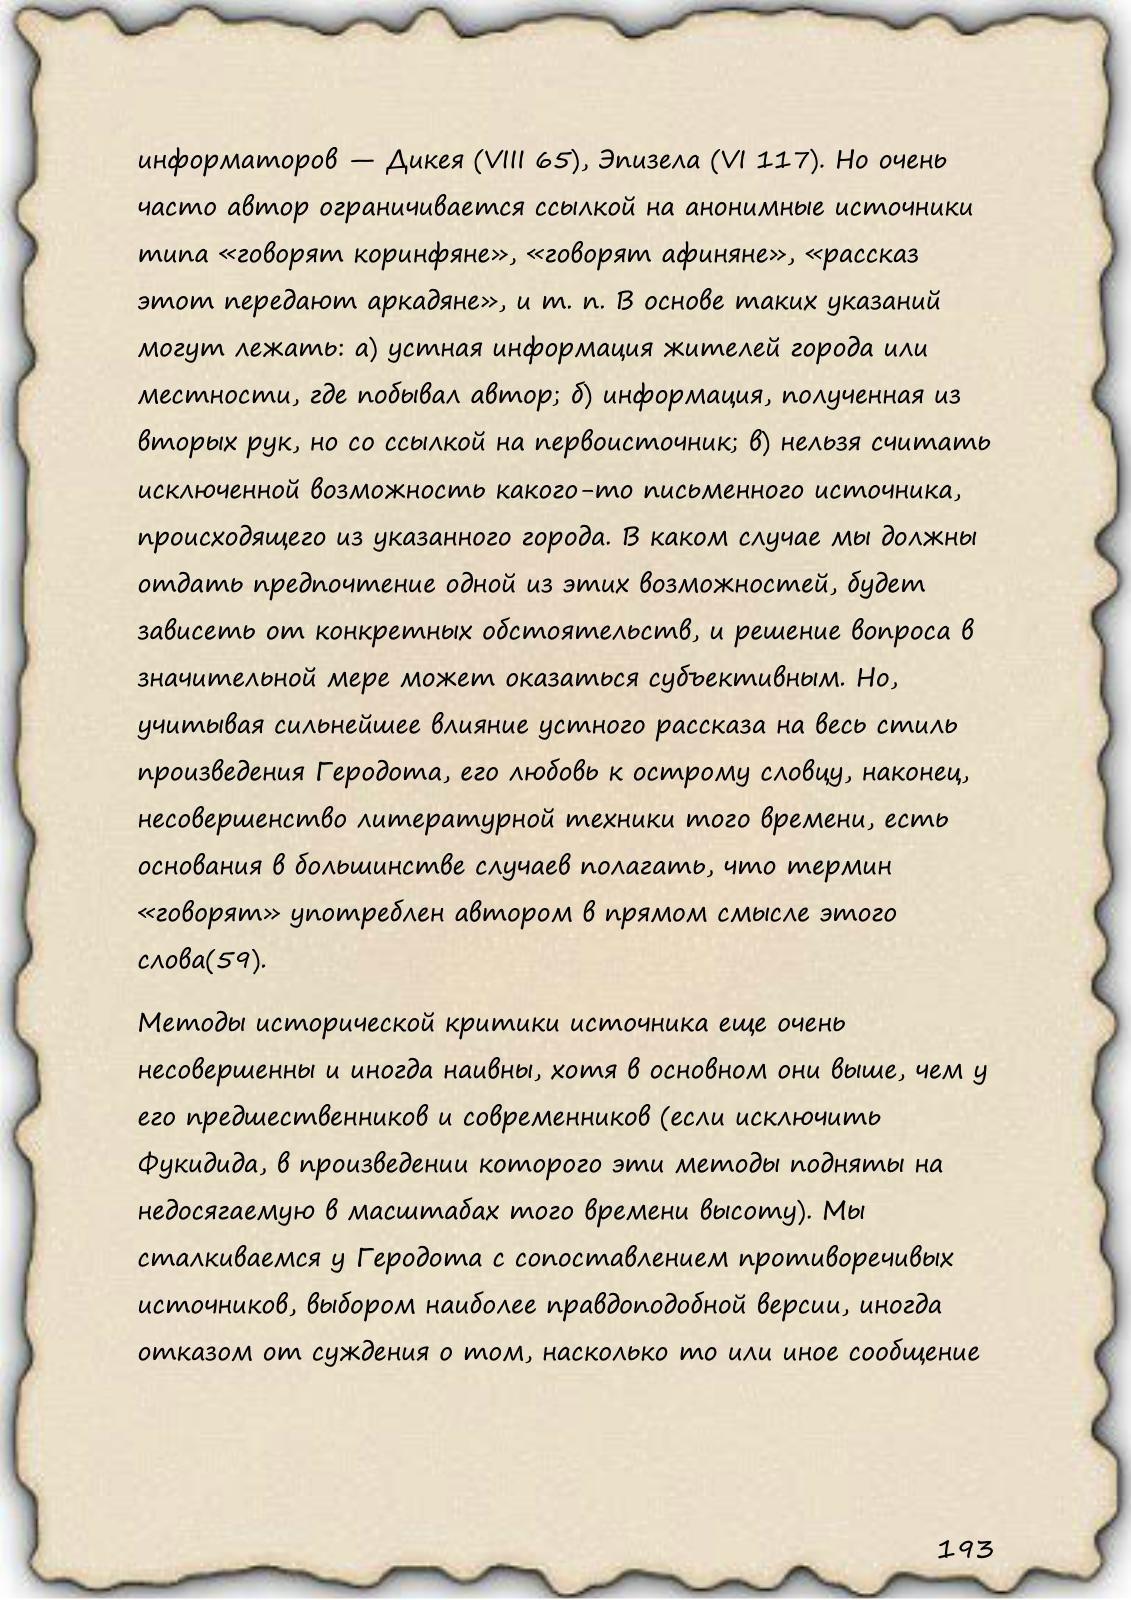 информаторов — Дикея (VIII 65), Эпизела (VI 117). Но очень
часто автор ограничивается ссылкой на анонимные источники
типа «говорят коринфяне», «говорят афиняне», «рассказ
этот передают аркадяне», и т. п. В основе таких указаний
могут лежать: а) устная информация жителей города или
местности, где побывал автор; б) информация, полученная из
вторых рук, но со ссылкой на первоисточник; в) нельзя считать
исключенной возможность какого-то письменного источника,
происходящего из указанного города. В каком случае мы должны
отдать предпочтение одной из этих возможностей, будет
зависеть от конкретных обстоятельств, и решение вопроса в
значительной мере может оказаться субъективным. Но,
учитывая сильнейшее влияние устного рассказа на весь стиль
произведения Геродота, его любовь к острому словцу, наконец,
несовершенство литературной техники того времени, есть
основания в большинстве случаев полагать, что термин
«говорят» употреблен автором в прямом смысле этого
слова(59).
Методы исторической критики источника еще очень
несовершенны и иногда наивны, хотя в основном они выше, чем у
его предшественников и современников (если исключить
Фукидида, в произведении которого эти методы подняты на
недосягаемую в масштабах того времени высоту). Мы
сталкиваемся у Геродота с сопоставлением противоречивых
источников, выбором наиболее правдоподобной версии, иногда
отказом от суждения о том, насколько то или иное сообщение
193